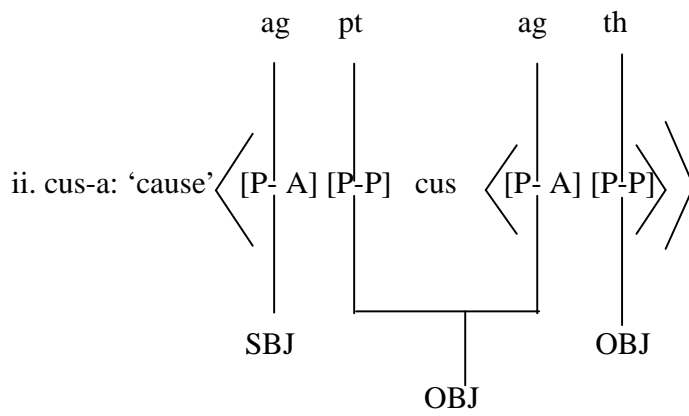 ag pt ag th
ii. cus-a: ‘cause’ [P- A] [P-P] cus [P- A] [P-P]
SBJ OBJ
OBJ